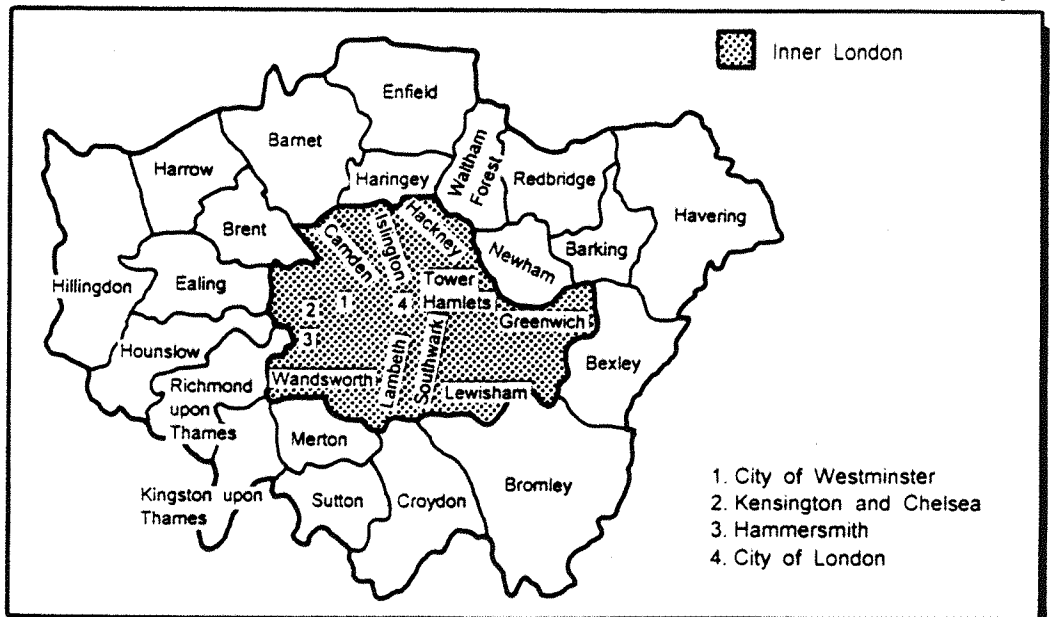 Inner London
Enfield
Barnet
Harrow
Haringey
Waltham
Forest
Redbridge
Havering
Brent
Camden
Islington
Hackney
Newham
Barking
Hillingdon
Ealing
Tower
Hamlets
1
2
4
3
Greenwich
Hounslow
Lambeth
Southwark
Bexley
Richmond
upon
Thames
Wandsworth
Lewisham
Merton
Kingston upon
Thames
Sutton
Croydon
Bromley
1. City of Westminster
2. Kensington and Chelsea
3. Hammersmith
4. City of London